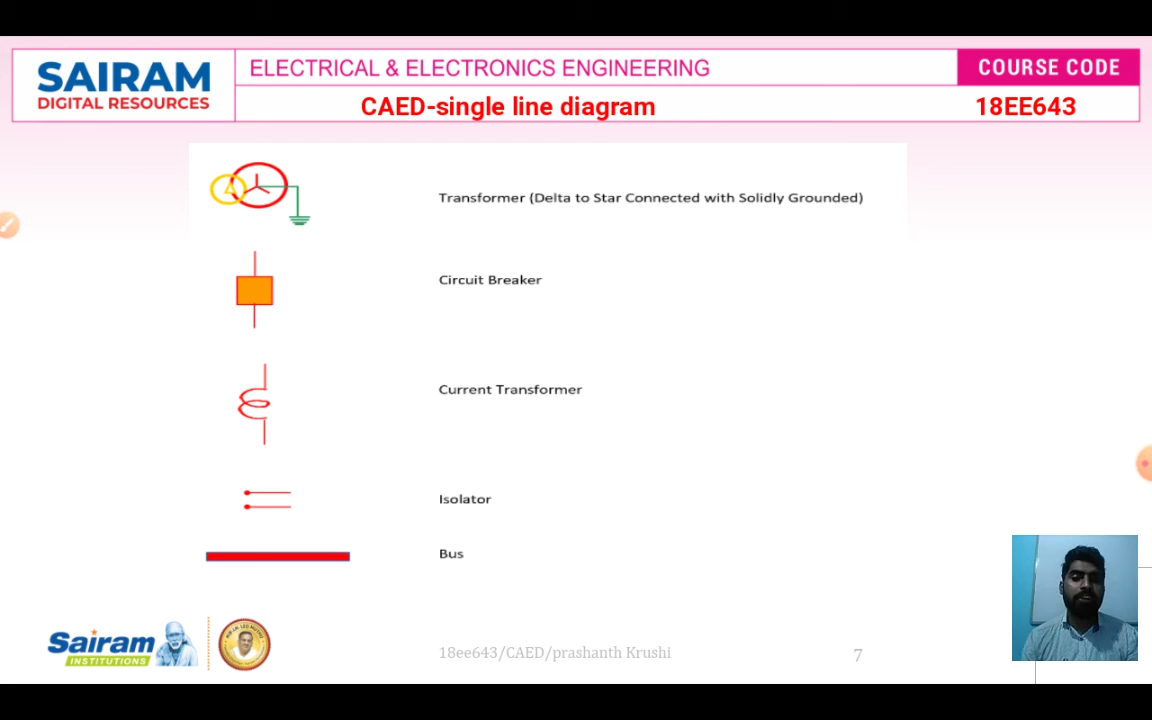 SAIRAM
DIGITAL RESOURCES
ELECTRICAL & ELECTRONICS ENGINEERING
COURSE CODE
CAED-single line diagram
18EE643
Transformer (Delta to Star Connected with Solidly Grounded)
Circuit Breaker
Current Transformer
Isolator
Bus
Sairam
INSTITUTIONS
18ee643/CAED/prashanth Krushi
7